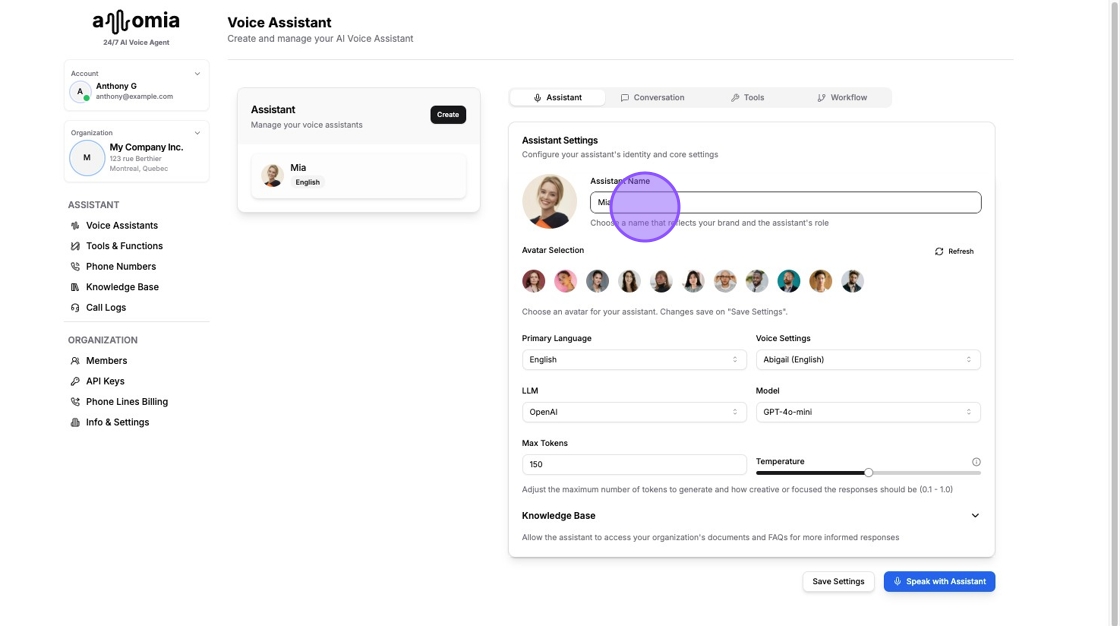 allomia
24/7 AI Voice Agent
Account
A
Anthony G
anthony@example.com
Organization
M
My Company Inc.
123 rue Berthier
Montreal, Quebec
ASSISTANT
Voice Assistants
Tools & Functions
Phone Numbers
Knowledge Base
Call Logs
ORGANIZATION
Members
API Keys
Phone Lines Billing
Info & Settings
Voice Assistant
Create and manage your AI Voice Assistant
Assistant
Manage your voice assistants
Create
Mia
English
Assistant Conversation Tools Workflow
Assistant Settings
Configure your assistant's identity and core settings
Assistant Name
Mia
Choose a name that reflects your brand and the assistant's role
Avatar Selection
Refresh
Choose an avatar for your assistant. Changes save on "Save Settings".
Primary Language Voice Settings
English Abigail (English)
LLM Model
OpenAI GPT-4o-mini
Max Tokens
Temperature
150
Adjust the maximum number of tokens to generate and how creative or focused the responses should be (0.1 - 1.0)
Knowledge Base
Allow the assistant to access your organization's documents and FAQs for more informed responses
Save Settings Speak with Assistant